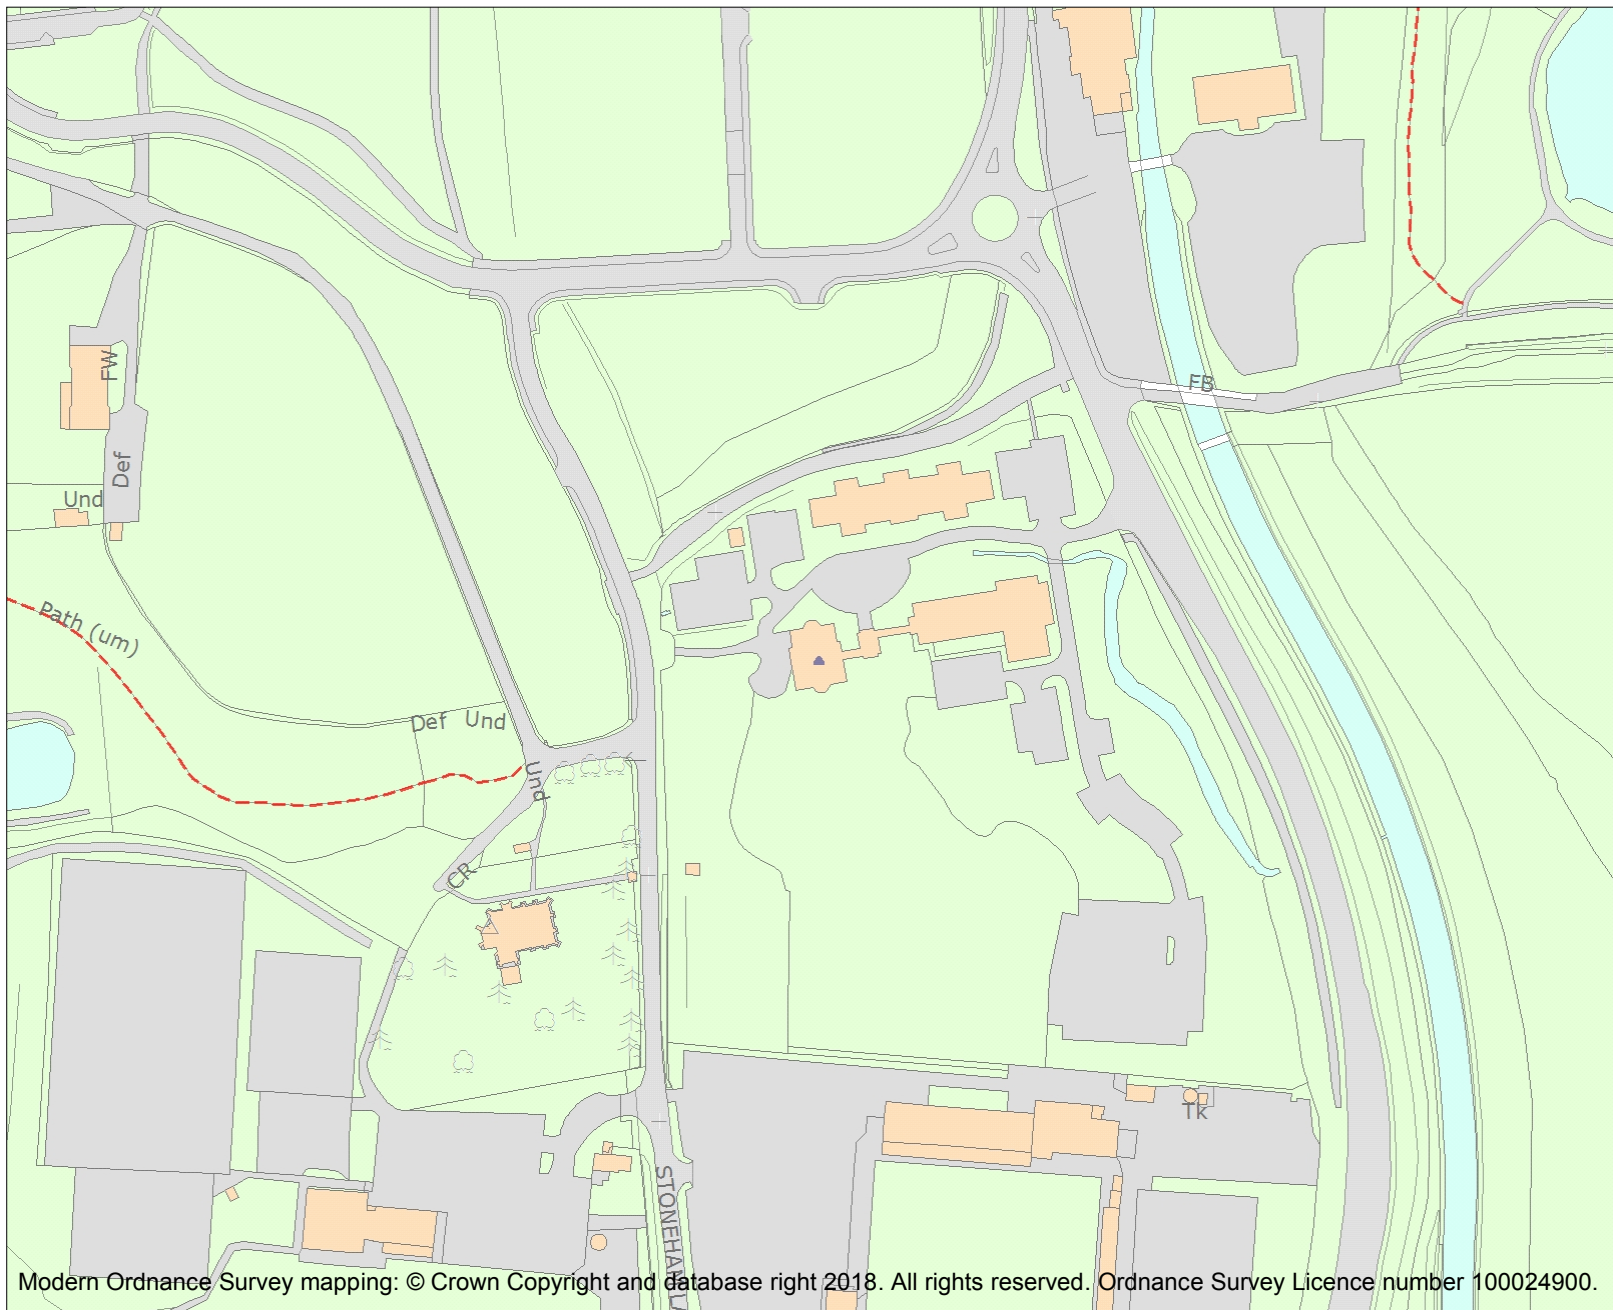 FB
FW
Def
Und
Path (um)
Def Und
Und
CR
Tk
STONEHAM LA
Modern Ordnance Survey mapping: © Crown Copyright and database right 2018. All rights reserved. Ordnance Survey Licence number 100024900.